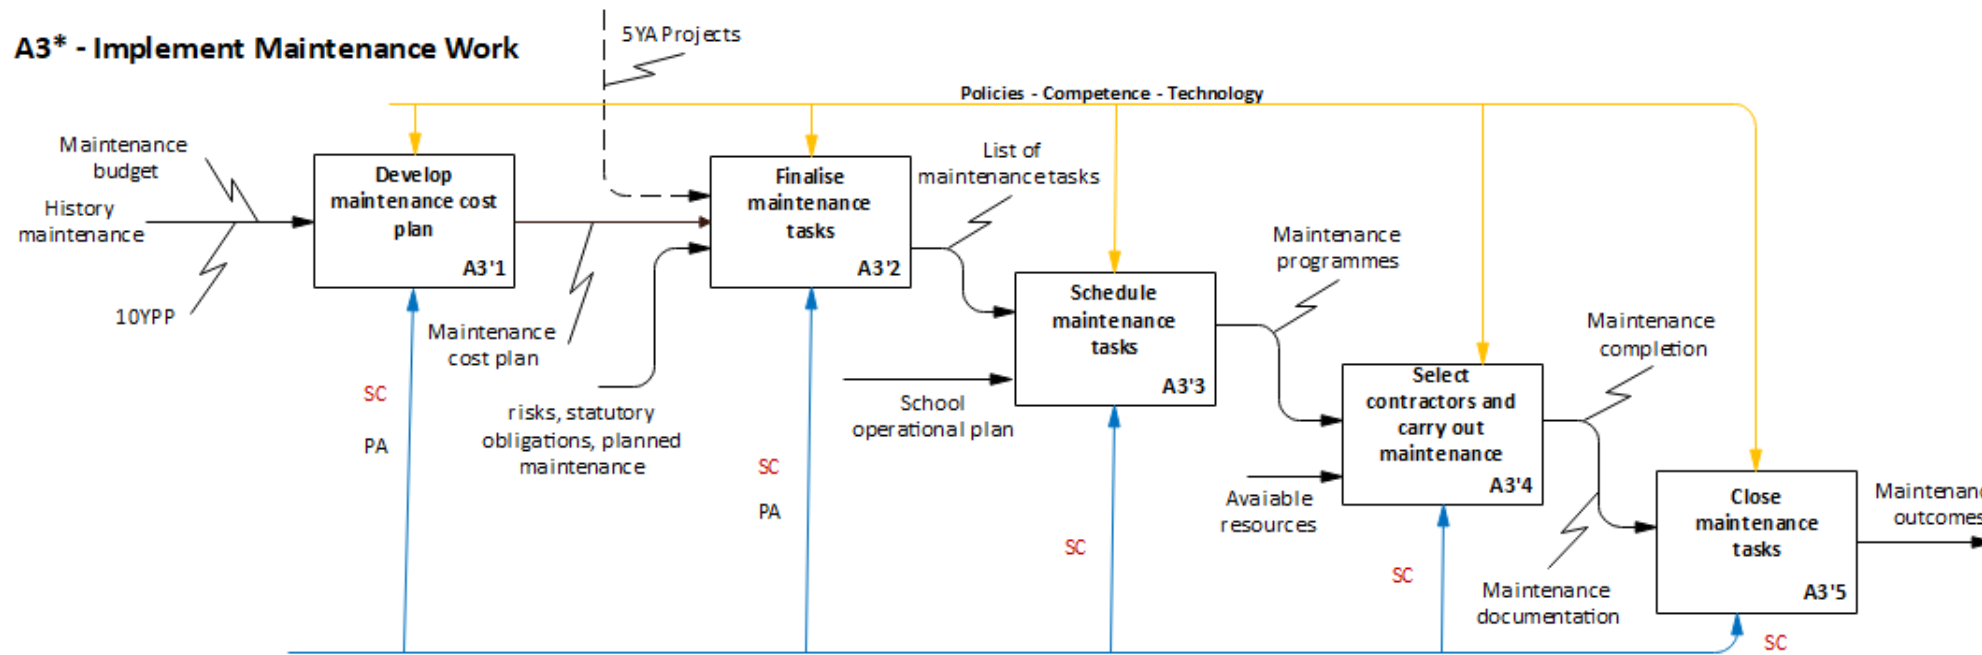 A3* - Implement Maintenance Work
5YA Projects
Policies - Competence - Technology
Maintenance
budget
History
maintenance
10YPP
Develop
maintenance cost
plan
A3'1
Maintenance
cost plan
SC
PA
Finalise
maintenance
tasks
A3'2
risks, statutory
obligations, planned
maintenance
SC
PA
List of
maintenance tasks
Schedule
maintenance
tasks
A3'3
School
operational plan
SC
Maintenance
programmes
Select
contractors and
carry out
maintenance
A3'4
Avaiable
resources
SC
Maintenance
completion
Maintenance
documentation
Close
maintenance
tasks
A3'5
SC
Maintenanc
outcomes